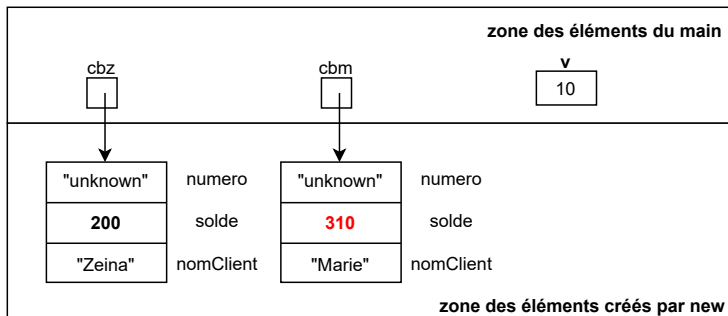 zone des éléments du main
cbz cbm v
10
"unknown" numero "unknown" numero
200 solde 310 solde
"Zeina" nomClient "Marie" nomClient
zone des éléments créés par new